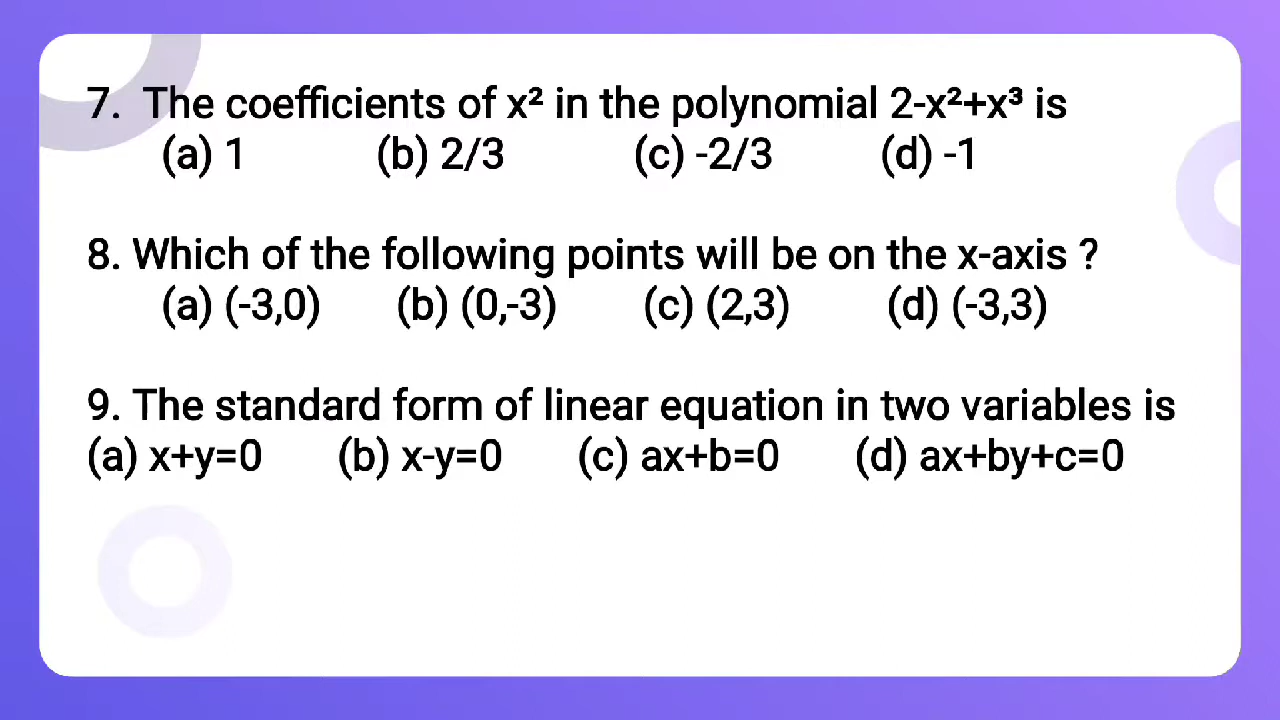 7. The coefficients of x² in the polynomial 2-x²+x³ is
(a) 1 (b) 2/3 (c) -2/3 (d) -1
8. Which of the following points will be on the x-axis ?
(a) (-3,0) (b) (0,-3) (c) (2,3) (d) (-3,3)
9. The standard form of linear equation in two variables is
(a) x+y=0 (b) x-y=0 (c) ax+b=0 (d) ax+by+c=0